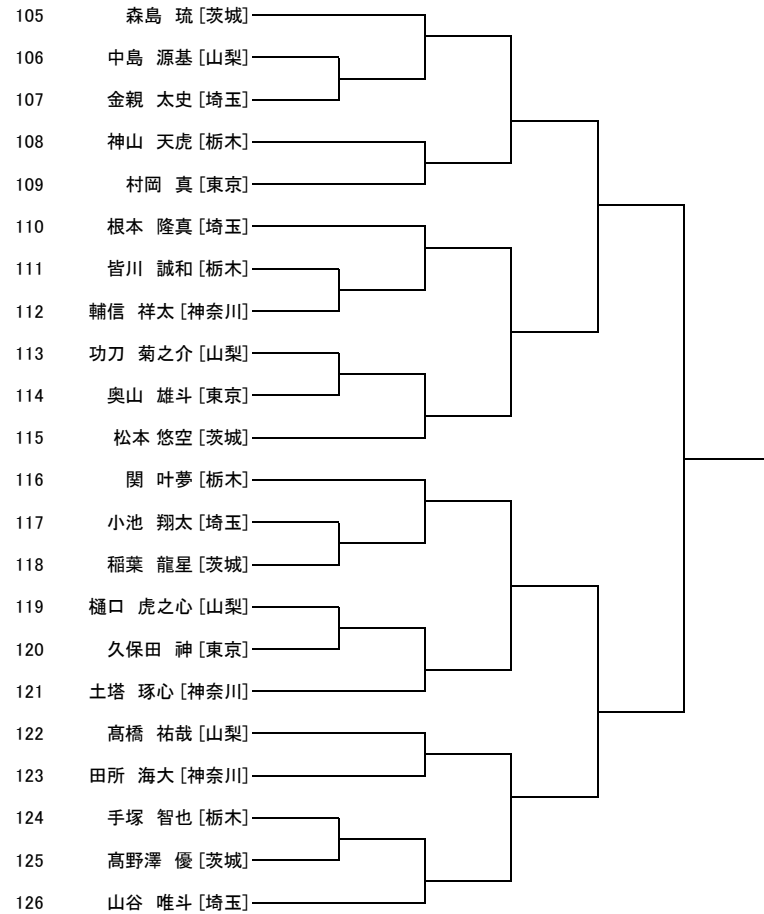 105 森島 琉 [茨城]
106 中島 源基 [山梨]
107 金親 太史 [埼玉]
108 神山 天虎 [栃木]
109 村岡 真 [東京]
110 根本 隆真 [埼玉]
111 皆川 誠和 [栃木]
112 輔信 祥太 [神奈川]
113 功刀 菊之介 [山梨]
114 奥山 雄斗 [東京]
115 松本 悠空 [茨城]
116 関 叶夢 [栃木]
117 小池 翔太 [埼玉]
118 稲葉 龍星 [茨城]
119 樋口 虎之心 [山梨]
120 久保田 神 [東京]
121 土塔 琢心 [神奈川]
122 髙橋 祐哉 [山梨]
123 田所 海大 [神奈川]
124 手塚 智也 [栃木]
125 髙野澤 優 [茨城]
126 山谷 唯斗 [埼玉]